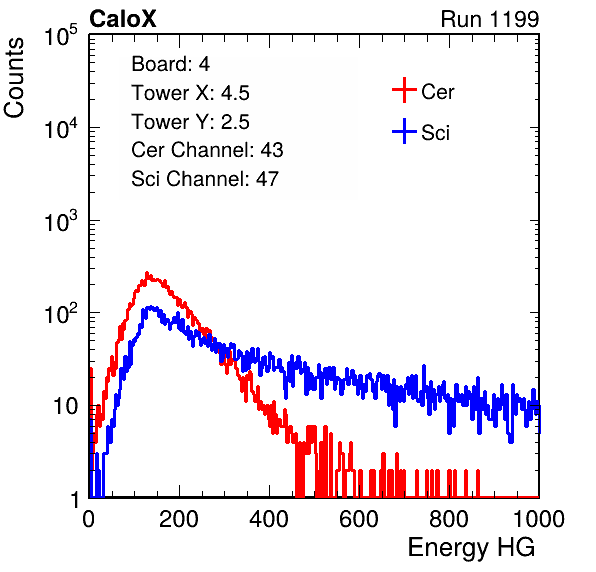 CaloX Run 1199
Counts
10^5
10^4
10^3
10^2
10
1
Board: 4
Tower X: 4.5
Tower Y: 2.5
Cer Channel: 43
Sci Channel: 47
Cer
Sci
0 200 400 600 800 1000
Energy HG